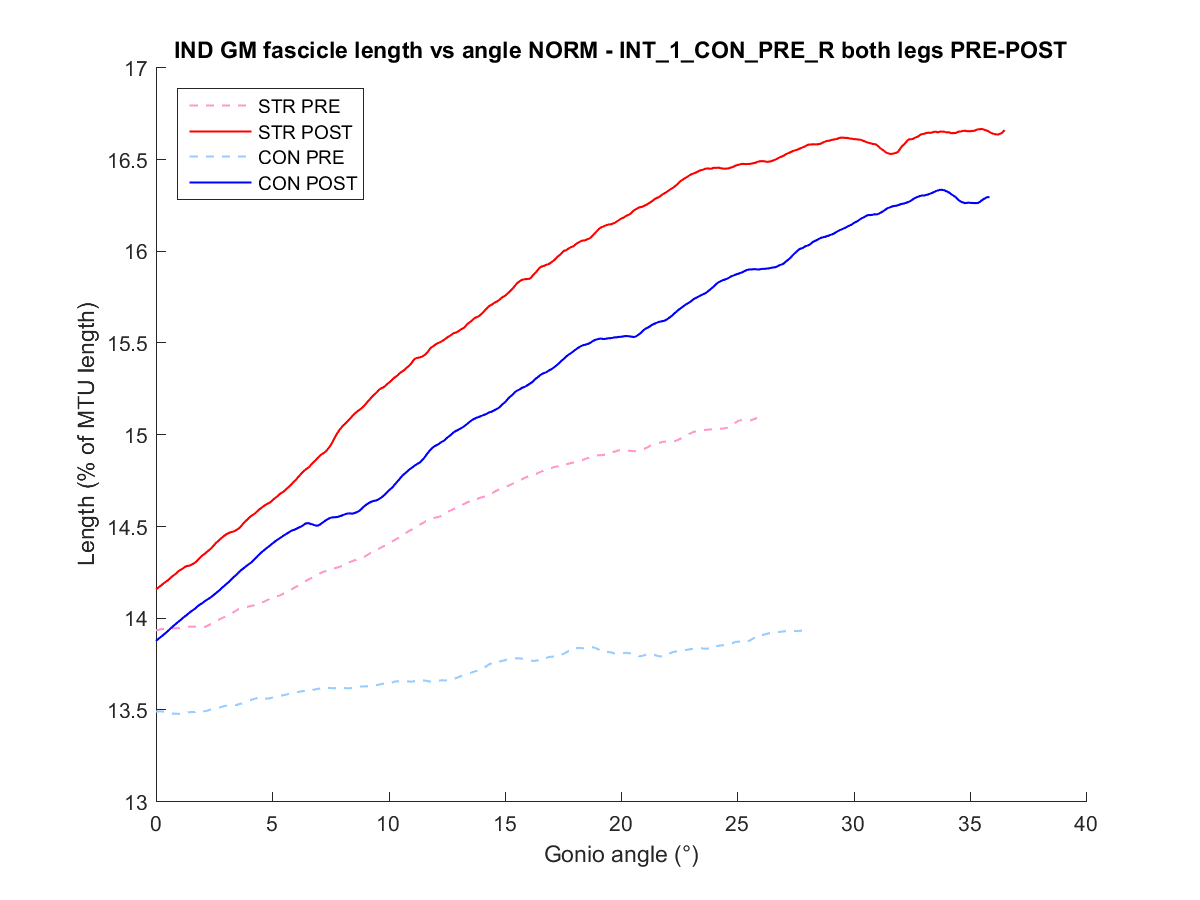 IND GM fascicle length vs angle NORM - INT_1_CON_PRE_R both legs PRE-POST
17
STR PRE
STR POST
CON PRE
CON POST
16.5
16
15.5
15
14.5
14
13.5
13
Length (% of MTU length)
0 5 10 15 20 25 30 35 40
Gonio angle (°)